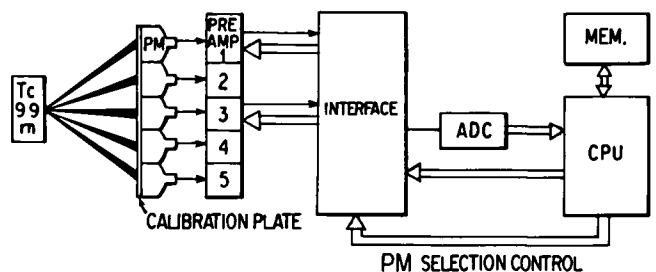 Tc
99
m
PM
PRE
AMP
1
2
3
4
5
CALIBRATION PLATE
INTERFACE
ADC
MEM.
CPU
PM SELECTION CONTROL